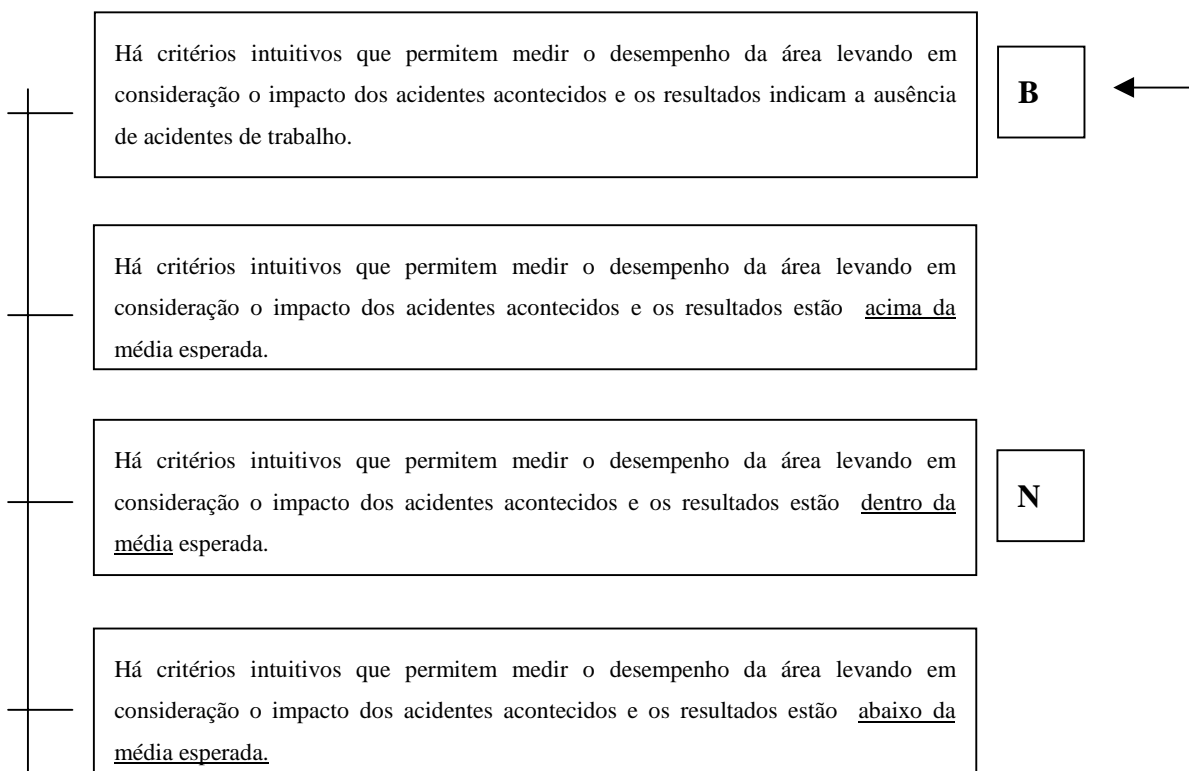 Há critérios intuitivos que permitem medir o desempenho da área levando em
consideração o impacto dos acidentes acontecidos e os resultados indicam a ausência
de acidentes de trabalho.
B
Há critérios intuitivos que permitem medir o desempenho da área levando em
consideração o impacto dos acidentes acontecidos e os resultados estão acima da
média esperada.
Há critérios intuitivos que permitem medir o desempenho da área levando em
consideração o impacto dos acidentes acontecidos e os resultados estão dentro da
média esperada.
N
Há critérios intuitivos que permitem medir o desempenho da área levando em
consideração o impacto dos acidentes acontecidos e os resultados estão abaixo da
média esperada.